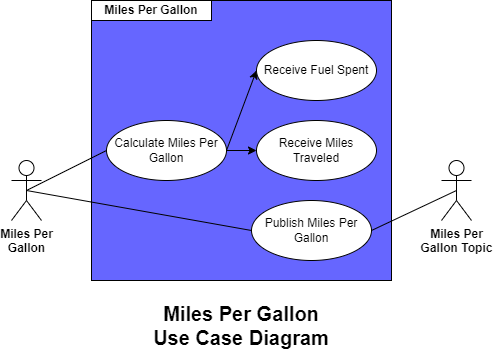 Miles Per Gallon
Receive Fuel Spent
Calculate Miles Per
Gallon
Receive Miles
Traveled
Publish Miles Per
Gallon
Miles Per
Gallon
Miles Per
Gallon Topic
Miles Per Gallon
Use Case Diagram